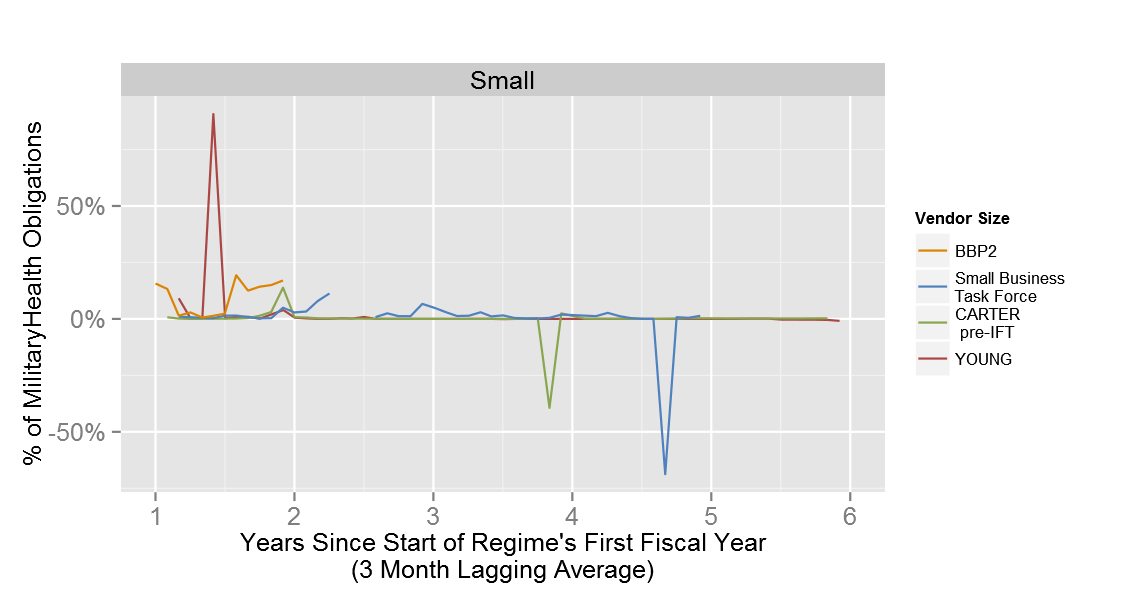 Small
% of MilitaryHealth Obligations
50%
0%
-50%
1 2 3 4 5 6
Years Since Start of Regime's First Fiscal Year
(3 Month Lagging Average)
Vendor Size
BBP2
Small Business
Task Force
CARTER
pre-IFT
YOUNG